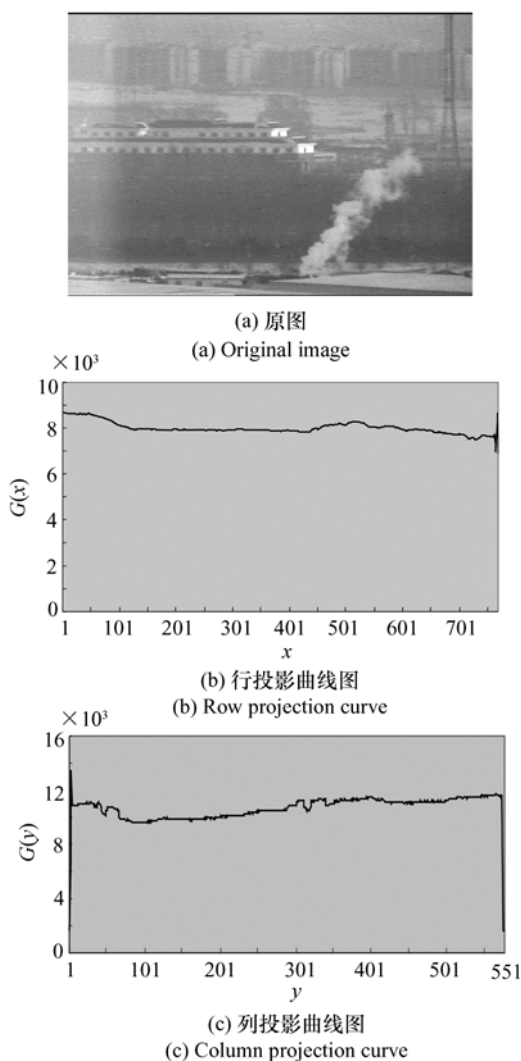 (a) 原图
(a) Original image
× 10³
10
8
6
4
2
0
G(x)
1 101 201 301 401 501 601 701
x
(b) 行投影曲线图
(b) Row projection curve
× 10³
16
12
8
4
0
G(y)
1 101 201 301 401 551
y
(c) 列投影曲线图
(c) Column projection curve